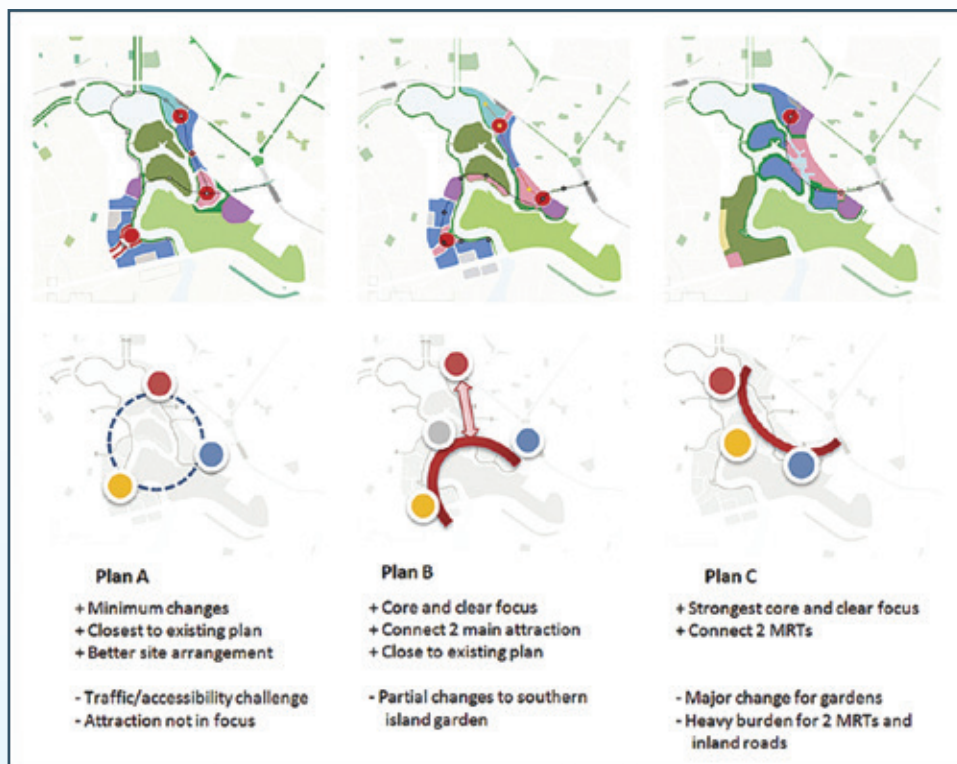 Plan A
+ Minimum changes
+ Closest to existing plan
+ Better site arrangement
- Traffic/accessibility challenge
- Attraction not in focus
Plan B
+ Core and clear focus
+ Connect 2 main attraction
+ Close to existing plan
- Partial changes to southern
island garden
Plan C
+ Strongest core and clear focus
+ Connect 2 MRTs
- Major change for gardens
- Heavy burden for 2 MRTs and
inland roads